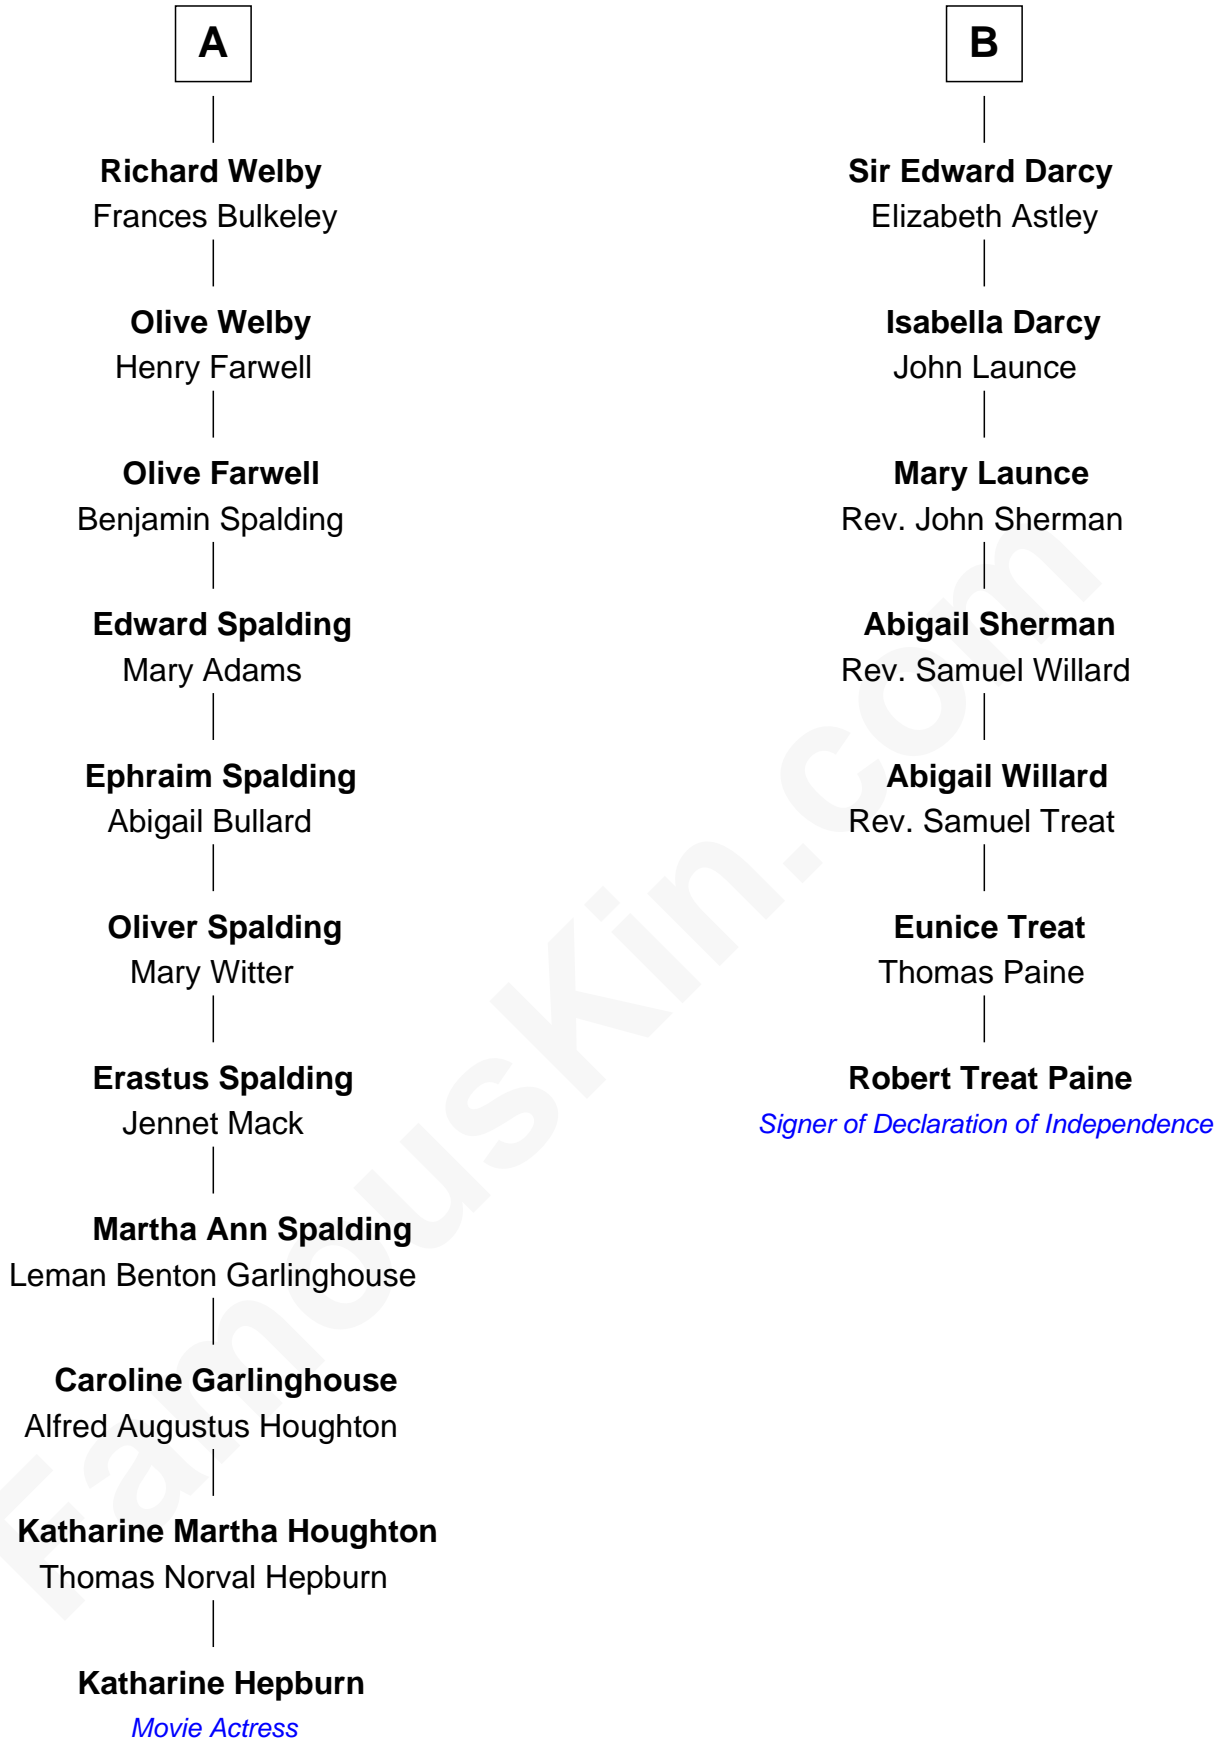 A
Richard Welby
Frances Bulkeley
Olive Welby
Henry Farwell
Olive Farwell
Benjamin Spalding
Edward Spalding
Mary Adams
Ephraim Spalding
Abigail Bullard
Oliver Spalding
Mary Witter
Erastus Spalding
Jennet Mack
Martha Ann Spalding
Leman Benton Garlinghouse
Caroline Garlinghouse
Alfred Augustus Houghton
Katharine Martha Houghton
Thomas Norval Hepburn
Katharine Hepburn
Movie Actress
B
Sir Edward Darcy
Elizabeth Astley
Isabella Darcy
John Launce
Mary Launce
Rev. John Sherman
Abigail Sherman
Rev. Samuel Willard
Abigail Willard
Rev. Samuel Treat
Eunice Treat
Thomas Paine
Robert Treat Paine
Signer of Declaration of Independence
FamousKin.com